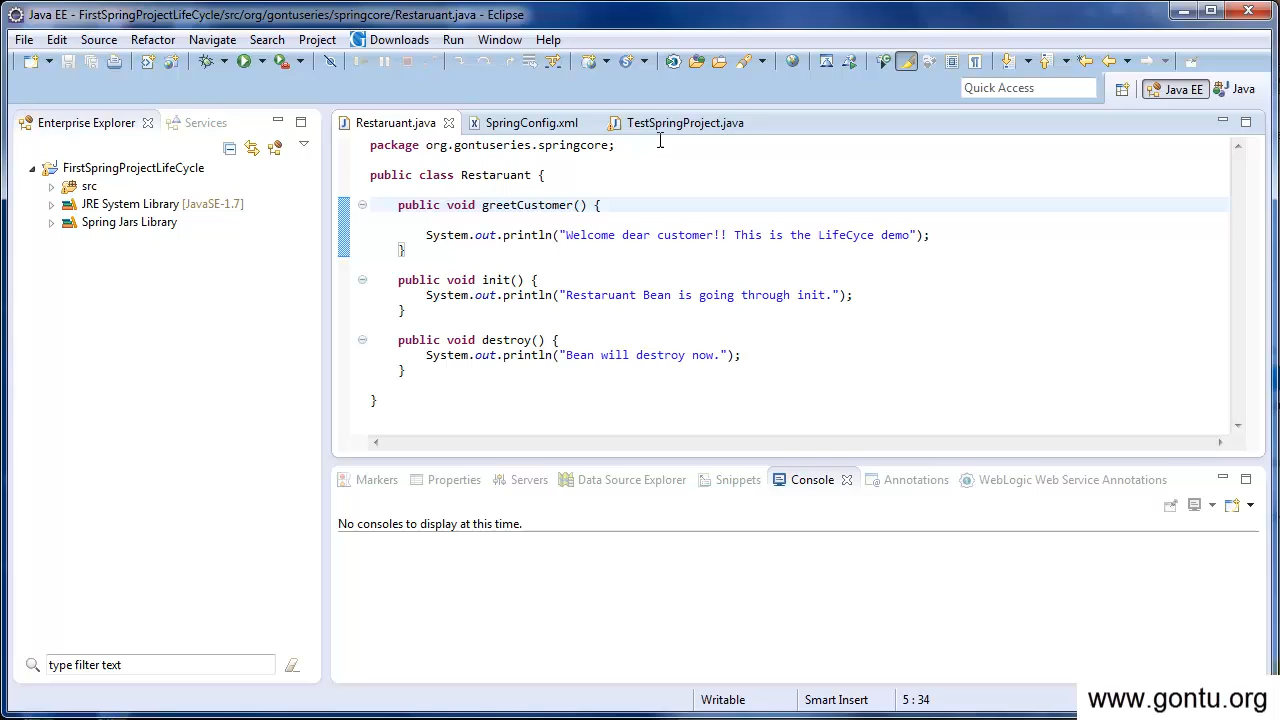 Java EE - FirstSpringProjectLifeCycle/src/org/gontuseries/springcore/Restaruant.java - Eclipse
File Edit Source Refactor Navigate Search Project Downloads Run Window Help
Quick Access Java EE Java
Enterprise Explorer Services
FirstSpringProjectLifeCycle
src
JRE System Library [JavaSE-1.7]
Spring Jars Library
type filter text
Restaruant.java SpringConfig.xml TestSpringProject.java
package org.gontuseries.springcore;
public class Restaruant {
public void greetCustomer() {
System.out.println("Welcome dear customer!! This is the LifeCyce demo");
}
public void init() {
System.out.println("Restaruant Bean is going through init.");
}
public void destroy() {
System.out.println("Bean will destroy now.");
}
}
Markers Properties Servers Data Source Explorer Snippets Console Annotations WebLogic Web Service Annotations
No consoles to display at this time.
Writable Smart Insert 5 : 34
www.gontu.org